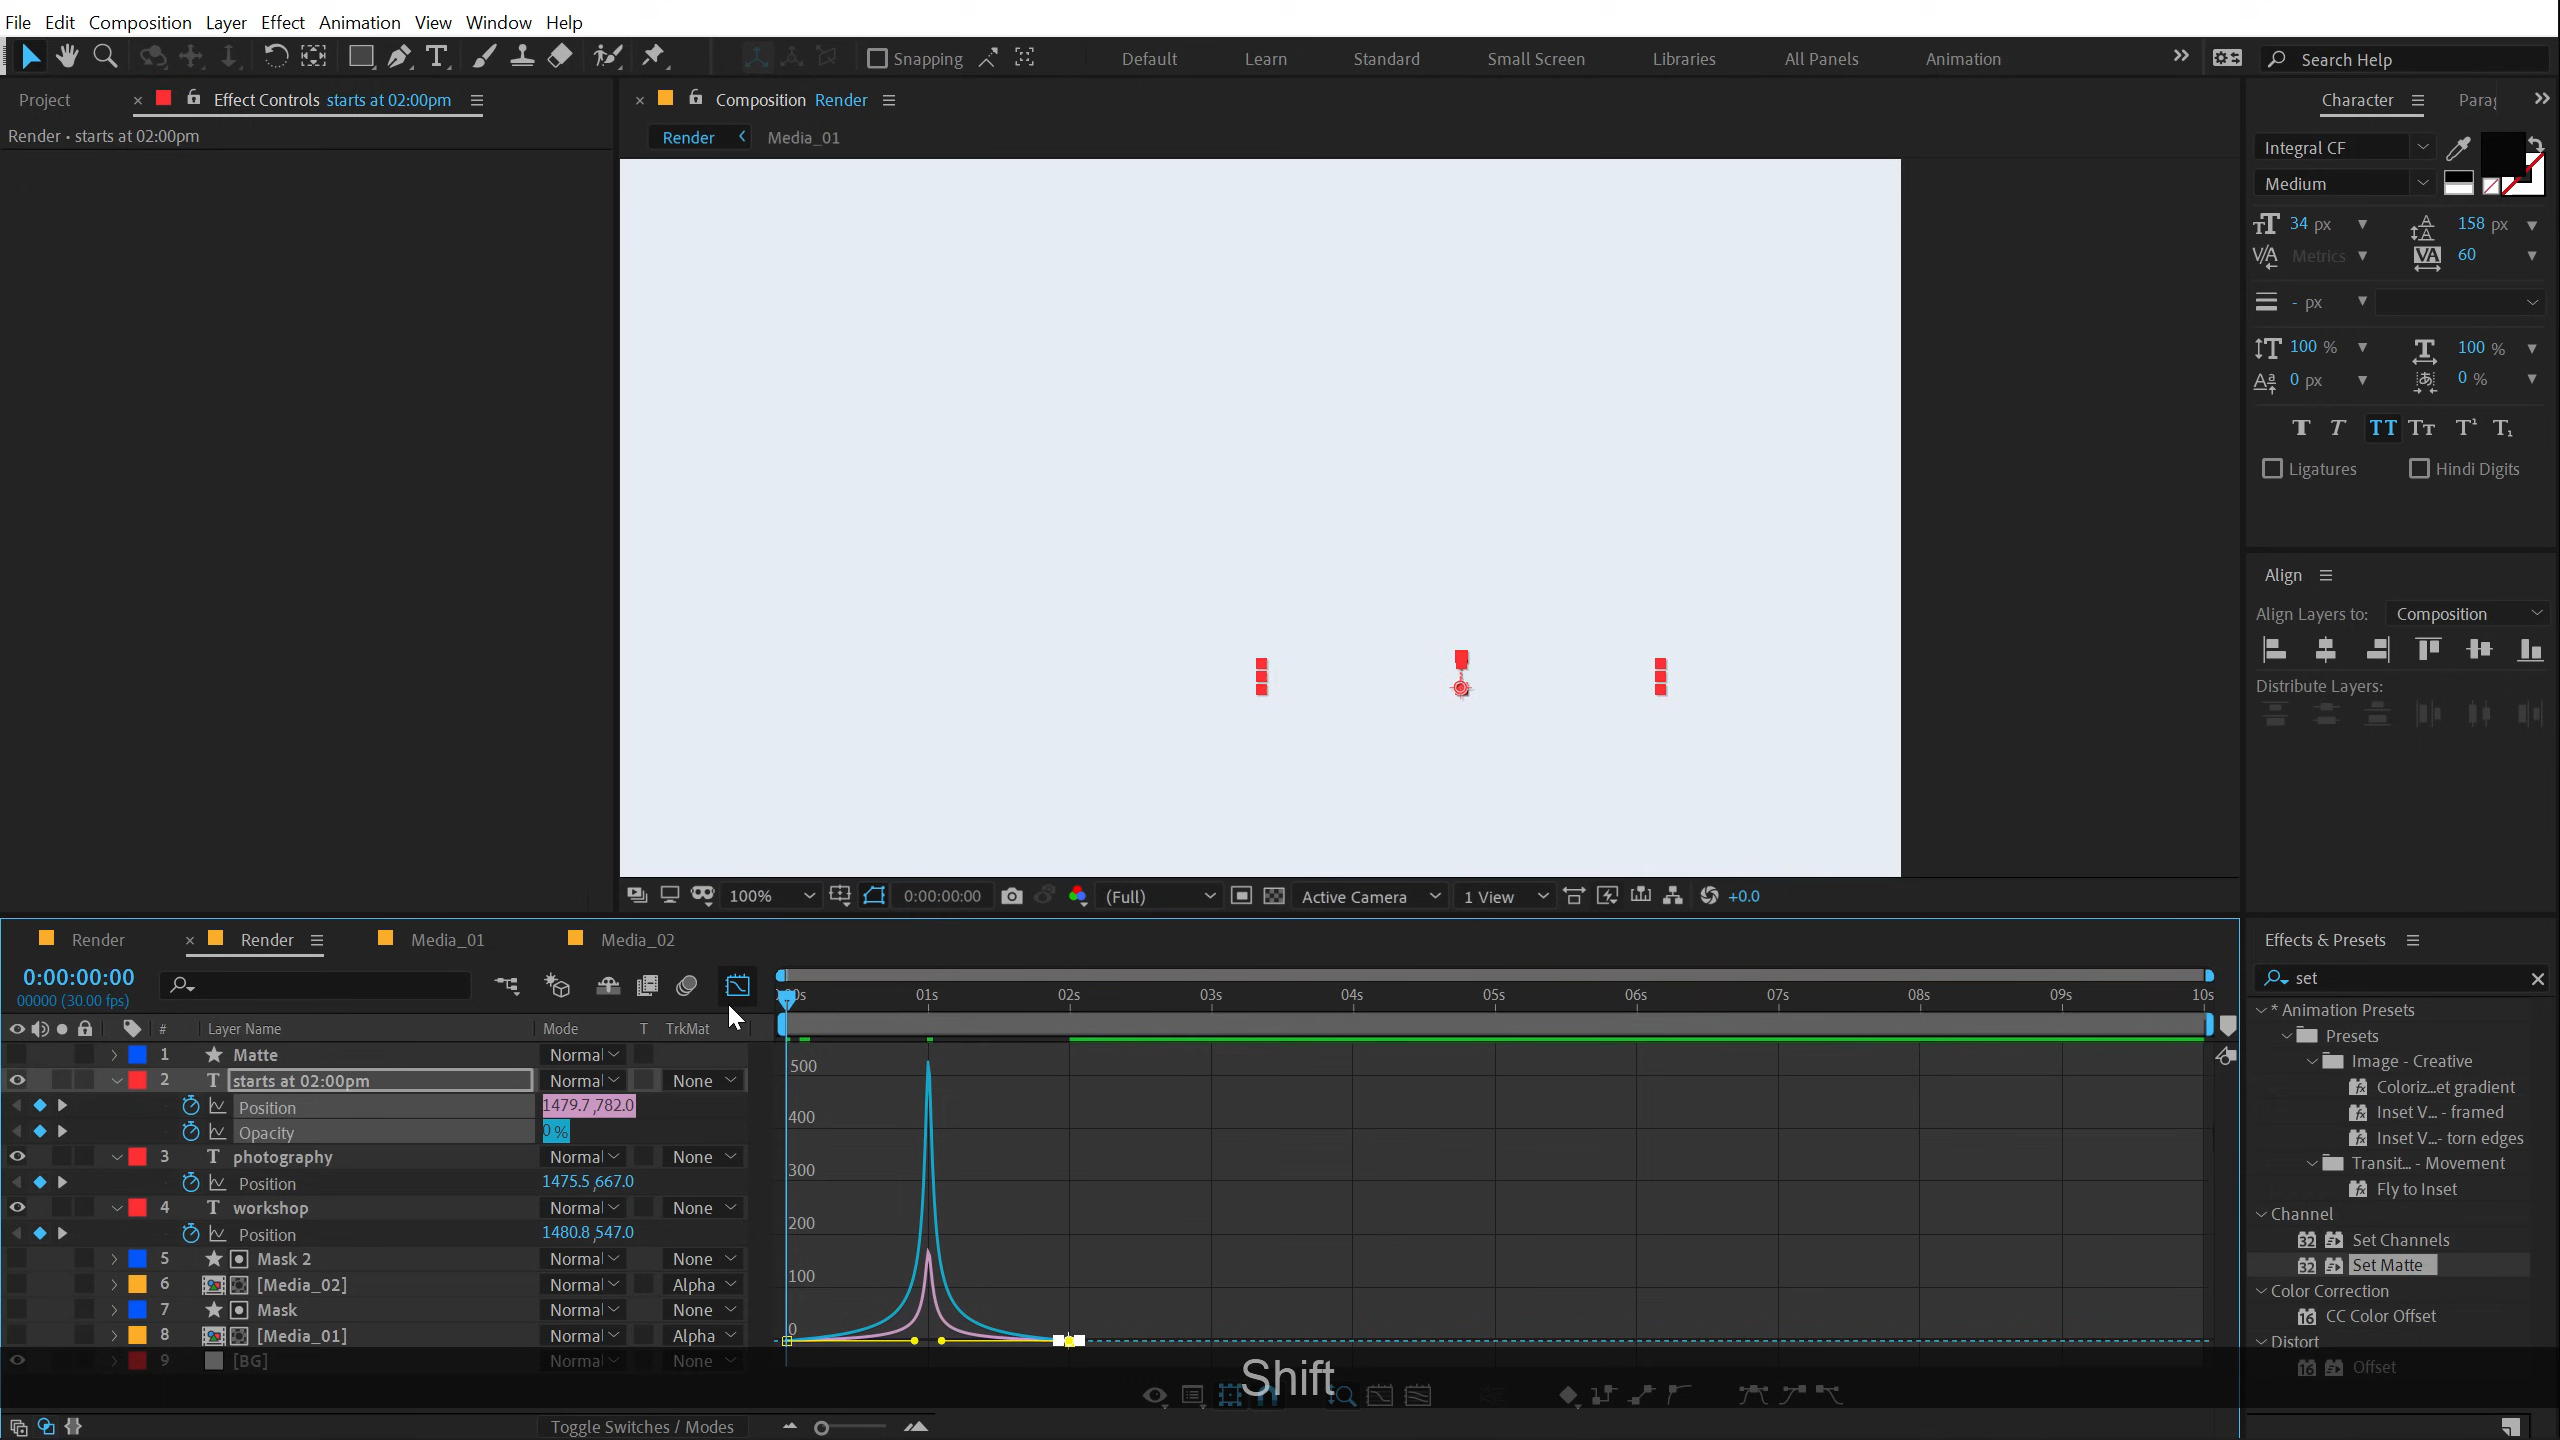 File Edit Composition Layer Effect Animation View Window Help
Snapping Default Learn Standard Small Screen Libraries All Panels Animation Search Help
Project Effect Controls starts at 02:00pm Composition Render Character
Render • starts at 02:00pm
Render Media_01
Integral CF
Medium
34 px 158 px
Metrics 60
- px
100 % 100 %
0 px 0 %
T T TT Tt T¹ T₁
Ligatures Hindi Digits
Align
Align Layers to: Composition
Distribute Layers:
100% 0:00:00:00 (Full) Active Camera 1 View +0.0
Render Render Media_01 Media_02
0:00:00:00
00000 (30.00 fps)
01s 02s 03s 04s 05s 06s 07s 08s 09s 10s
# Layer Name Mode T TrkMat
1 Matte Normal
2 T starts at 02:00pm Normal None
Position 1479.7,782.0
Opacity 0 %
3 T photography Normal None
Position 1475.5,667.0
4 T workshop Normal None
Position 1480.8,547.0
5 Mask 2 Normal None
6 [Media_02] Normal Alpha
7 Mask Normal None
8 [Media_01] Normal Alpha
9 [BG] Normal None
500
400
300
200
100
0
Shift
Toggle Switches / Modes
Effects & Presets
set
* Animation Presets
Presets
Image - Creative
Coloriz...et gradient
Inset V... - framed
Inset V...- torn edges
Transit... - Movement
Fly to Inset
Channel
32 Set Channels
32 Set Matte
Color Correction
16 CC Color Offset
Distort
16 Offset